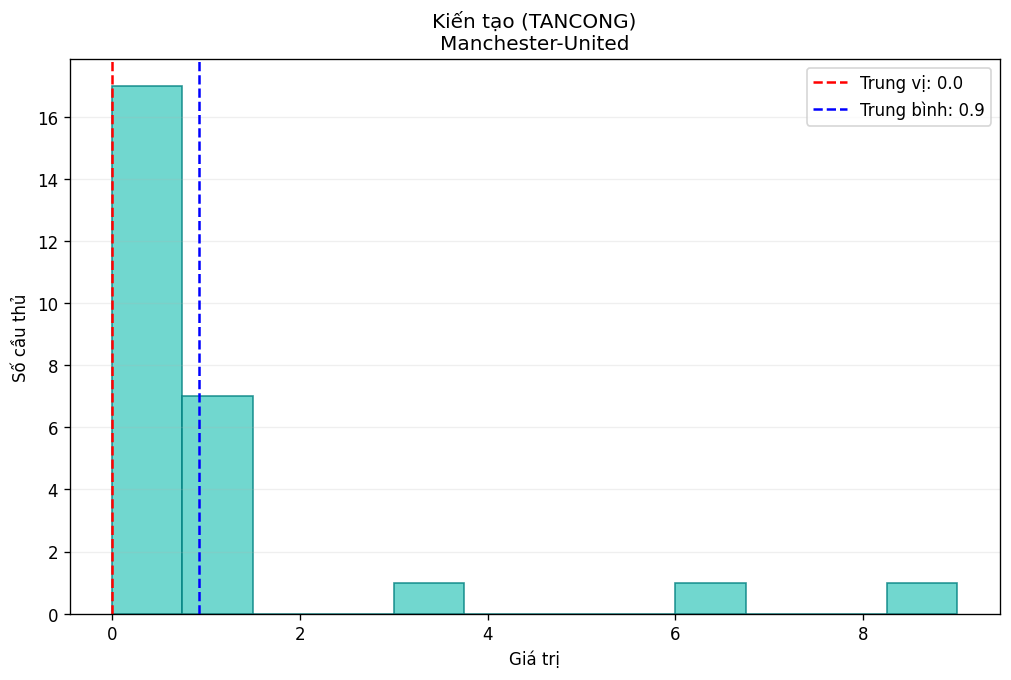 Kiến tạo (TANCONG)
Manchester-United
Trung vị: 0.0
Trung bình: 0.9
Số cầu thủ
16
14
12
10
8
6
4
2
0
0
2
4
6
8
Giá trị